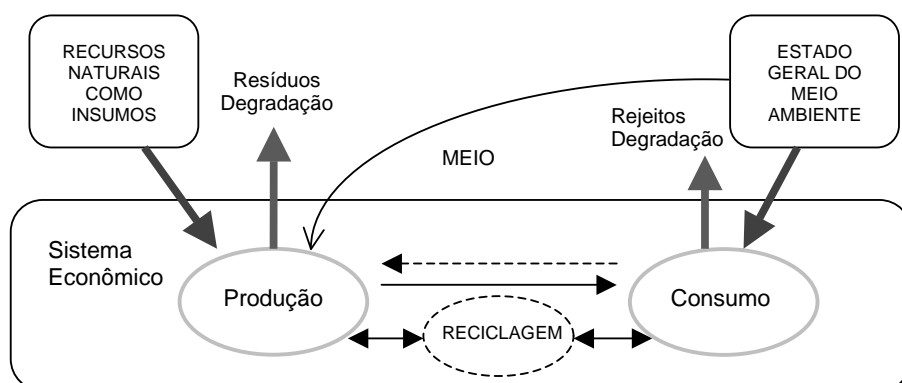 RECURSOS
NATURAIS
COMO
INSUMOS
Resíduos
Degradação
MEIO
Rejeitos
Degradação
ESTADO
GERAL DO
MEIO
AMBIENTE
Sistema
Econômico
Produção
RECICLAGEM
Consumo